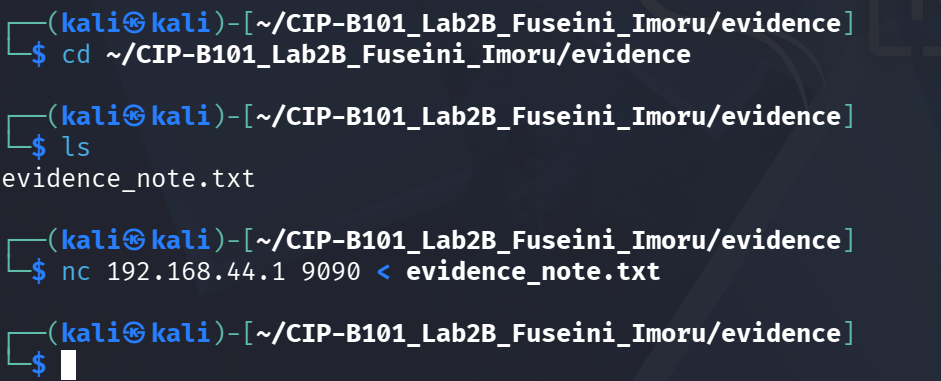 ┌──(kali㉿kali)-[~/CIP-B101_Lab2B_Fuseini_Imoru/evidence]
└─$ cd ~/CIP-B101_Lab2B_Fuseini_Imoru/evidence
┌──(kali㉿kali)-[~/CIP-B101_Lab2B_Fuseini_Imoru/evidence]
└─$ ls
evidence_note.txt
┌──(kali㉿kali)-[~/CIP-B101_Lab2B_Fuseini_Imoru/evidence]
└─$ nc 192.168.44.1 9090 < evidence_note.txt
┌──(kali㉿kali)-[~/CIP-B101_Lab2B_Fuseini_Imoru/evidence]
└─$